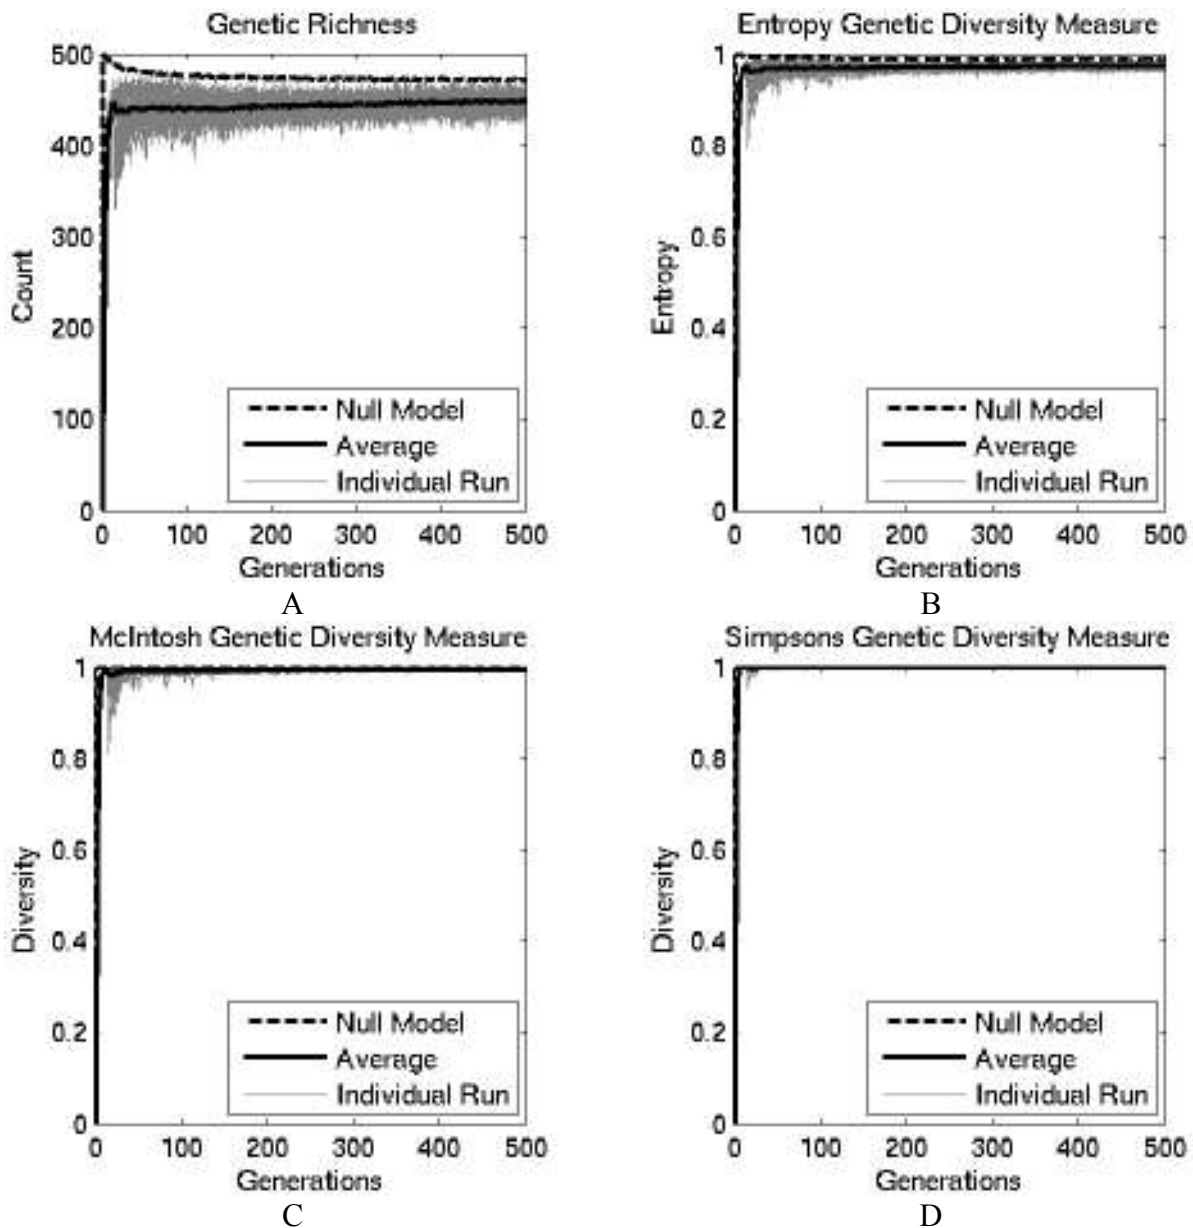 Genetic Richness
500
400
300
200
100
0
Count
Null Model
Average
Individual Run
0 100 200 300 400 500
Generations
A
Entropy Genetic Diversity Measure
1
0.8
0.6
0.4
0.2
0
Entropy
Null Model
Average
Individual Run
0 100 200 300 400 500
Generations
B
McIntosh Genetic Diversity Measure
1
0.8
0.6
0.4
0.2
0
Diversity
Null Model
Average
Individual Run
0 100 200 300 400 500
Generations
C
Simpsons Genetic Diversity Measure
1
0.8
0.6
0.4
0.2
0
Diversity
Null Model
Average
Individual Run
0 100 200 300 400 500
Generations
D